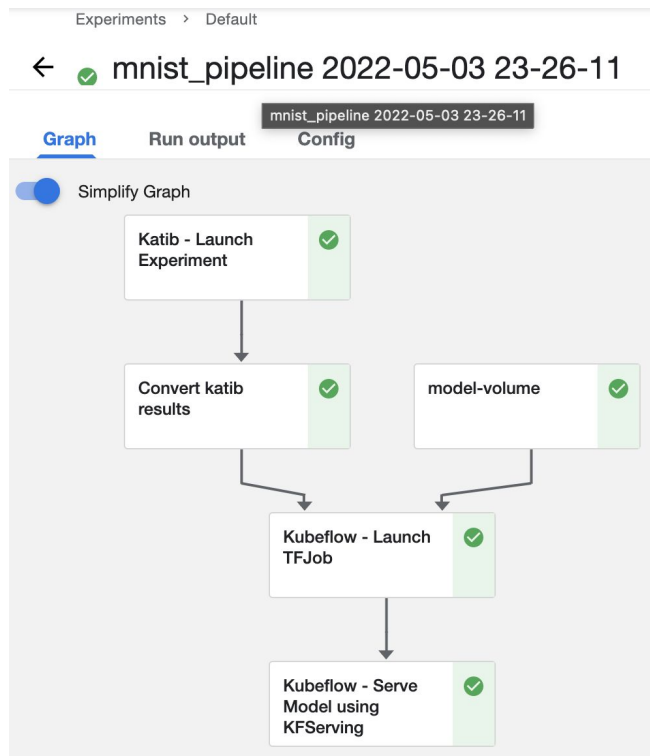 Experiments > Default
mnist_pipeline 2022-05-03 23-26-11
mnist_pipeline 2022-05-03 23-26-11
Graph Run output Config
Simplify Graph
Katib - Launch
Experiment
Convert katib
results
model-volume
Kubeflow - Launch
TFJob
Kubeflow - Serve
Model using
KFServing